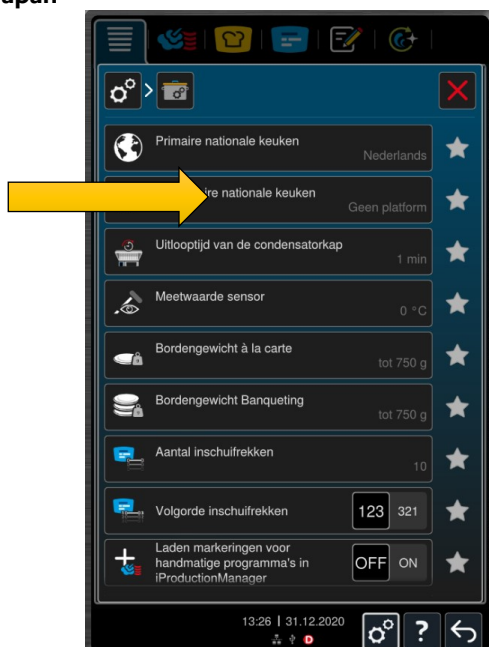 upan
Primaire nationale keuken
Nederlands
ire nationale keuken
Geen platform
Uitlooptijd van de condensatorkap
1 min
Meetwaarde sensor
0 °C
Bordengewicht à la carte
tot 750 g
Bordengewicht Banqueting
tot 750 g
Aantal inschuifrekken
10
Volgorde inschuifrekken
123 321
Laden markeringen voor
handmatige programma's in
iProductionManager
OFF ON
13:26 | 31.12.2020
D
?